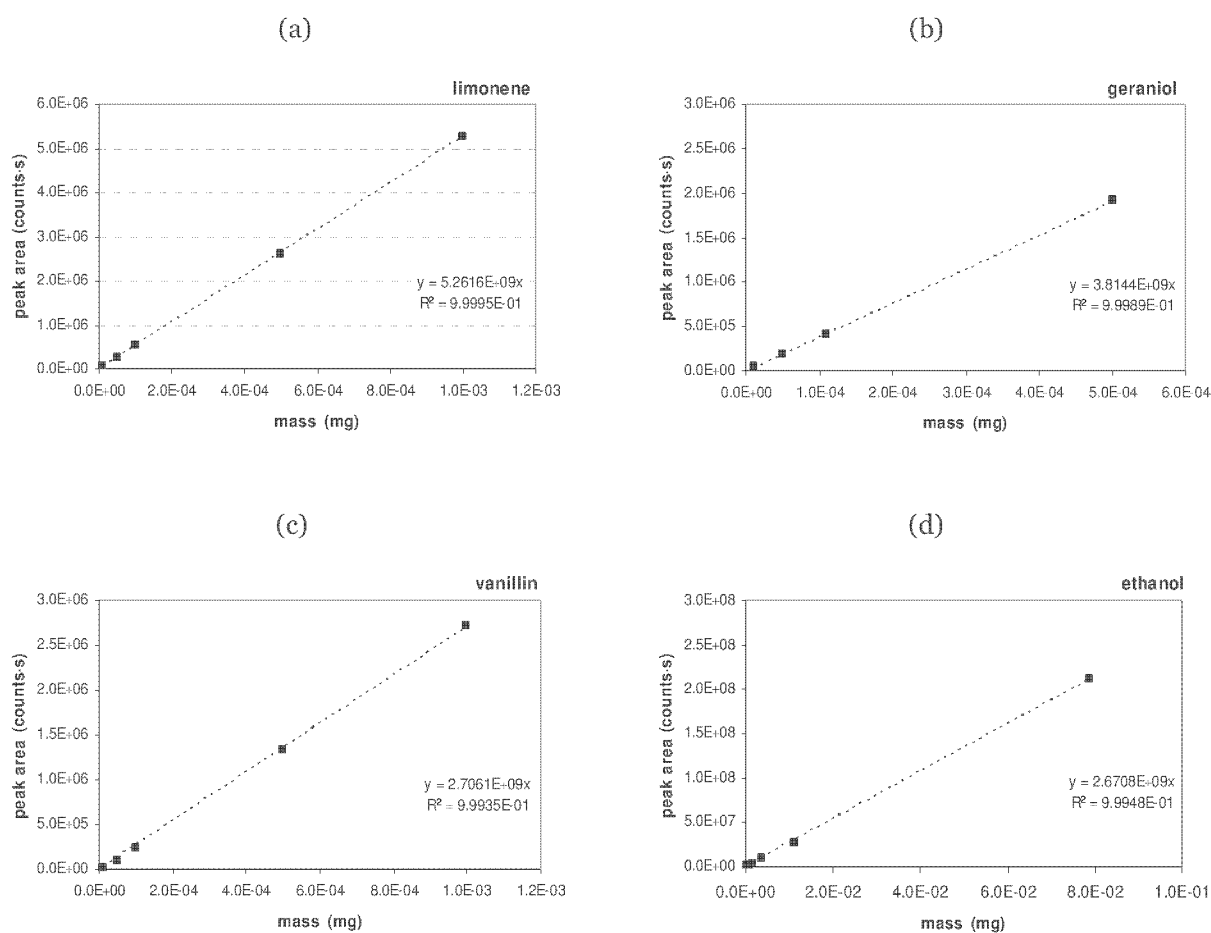 (a)
limonene
6.0E+06
5.0E+06
4.0E+06
3.0E+06
2.0E+06
1.0E+06
0.0E+00
peak area (counts·s)
y = 5.2616E+09x
R² = 9.9995E-01
0.0E+00 2.0E-04 4.0E-04 6.0E-04 8.0E-04 1.0E-03 1.2E-03
mass (mg)
(b)
geraniol
3.0E+06
2.5E+06
2.0E+06
1.5E+06
1.0E+06
5.0E+05
0.0E+00
peak area (counts·s)
y = 3.8144E+09x
R² = 9.9989E-01
0.0E+00 1.0E-04 2.0E-04 3.0E-04 4.0E-04 5.0E-04 6.0E-04
mass (mg)
(c)
vanillin
3.0E+06
2.5E+06
2.0E+06
1.5E+06
1.0E+06
5.0E+05
0.0E+00
peak area (counts·s)
y = 2.7061E+09x
R² = 9.9935E-01
0.0E+00 2.0E-04 4.0E-04 6.0E-04 8.0E-04 1.0E-03 1.2E-03
mass (mg)
(d)
ethanol
3.0E+08
2.5E+08
2.0E+08
1.5E+08
1.0E+08
5.0E+07
0.0E+00
peak area (counts·s)
y = 2.6708E+09x
R² = 9.9948E-01
0.0E+00 2.0E-02 4.0E-02 6.0E-02 8.0E-02 1.0E-01
mass (mg)